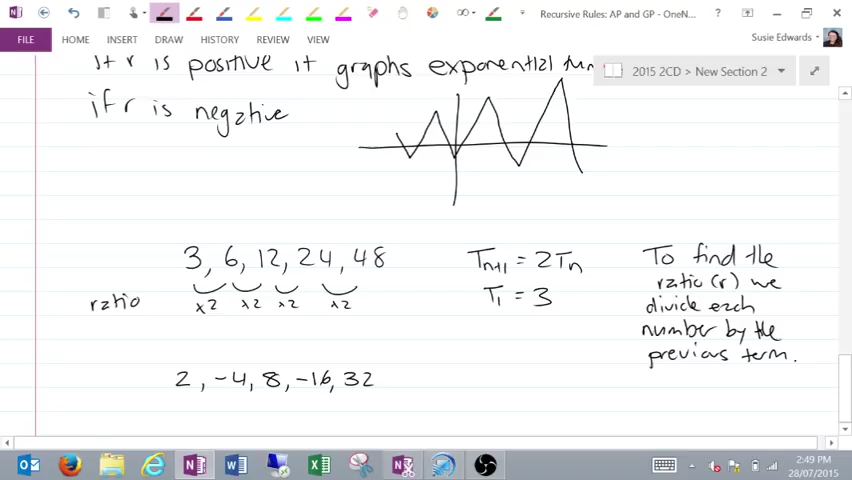 Recursive Rules: AP and GP - OneN...
Susie Edwards
FILE HOME INSERT DRAW HISTORY REVIEW VIEW
2015 2CD > New Section 2
If r is positive it graphs exponential
if r is negative
3, 6, 12, 24, 48
ratio
x2 x2 x2 x2
Tn+1 = 2Tn
T1 = 3
To find the
ratio (r) we
divide each
number by the
previous term.
2, -4, 8, -16, 32
2:49 PM
28/07/2015